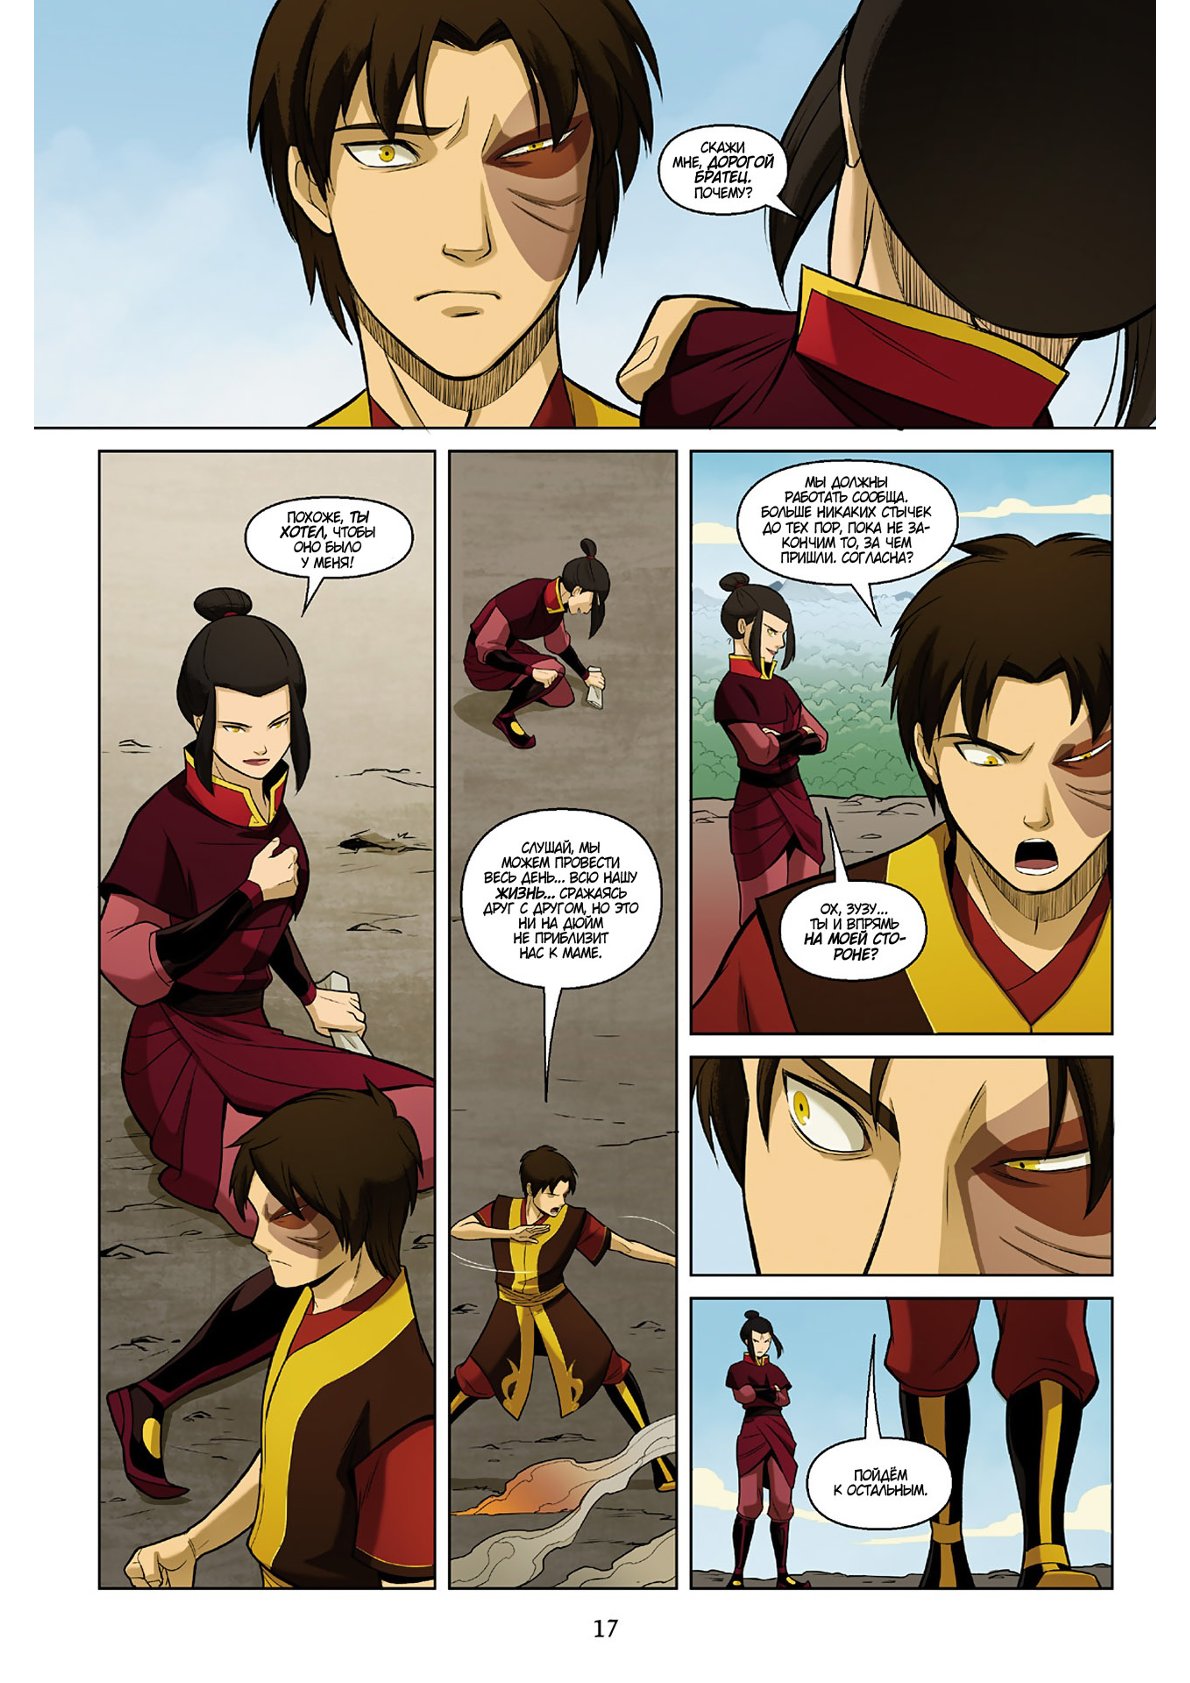 СКАЖИ
МНЕ, ДОРОГОЙ
БРАТЕЦ.
ПОЧЕМУ?
ПОХОЖЕ, ТЫ
ХОТЕЛ, ЧТОБЫ
ОНО БЫЛО
У МЕНЯ!
СЛУШАЙ, МЫ
МОЖЕМ ПРОВЕСТИ
ВЕСЬ ДЕНЬ... ВСЮ НАШУ
ЖИЗНЬ... СРАЖАЯСЬ
ДРУГ С ДРУГОМ, НО ЭТО
НИ НА ДЮЙМ
НЕ ПРИБЛИЗИТ
НАС К МАМЕ.
МЫ ДОЛЖНЫ
РАБОТАТЬ СООБЩА.
БОЛЬШЕ НИКАКИХ СТЫЧЕК
ДО ТЕХ ПОР, ПОКА НЕ ЗА-
КОНЧИМ ТО, ЗА ЧЕМ
ПРИШЛИ. СОГЛАСНА?
ОХ, ЗУЗУ...
ТЫ И ВПРЯМЬ
НА МОЕЙ СТО-
РОНЕ?
ПОЙДЁМ
К ОСТАЛЬНЫМ.
17